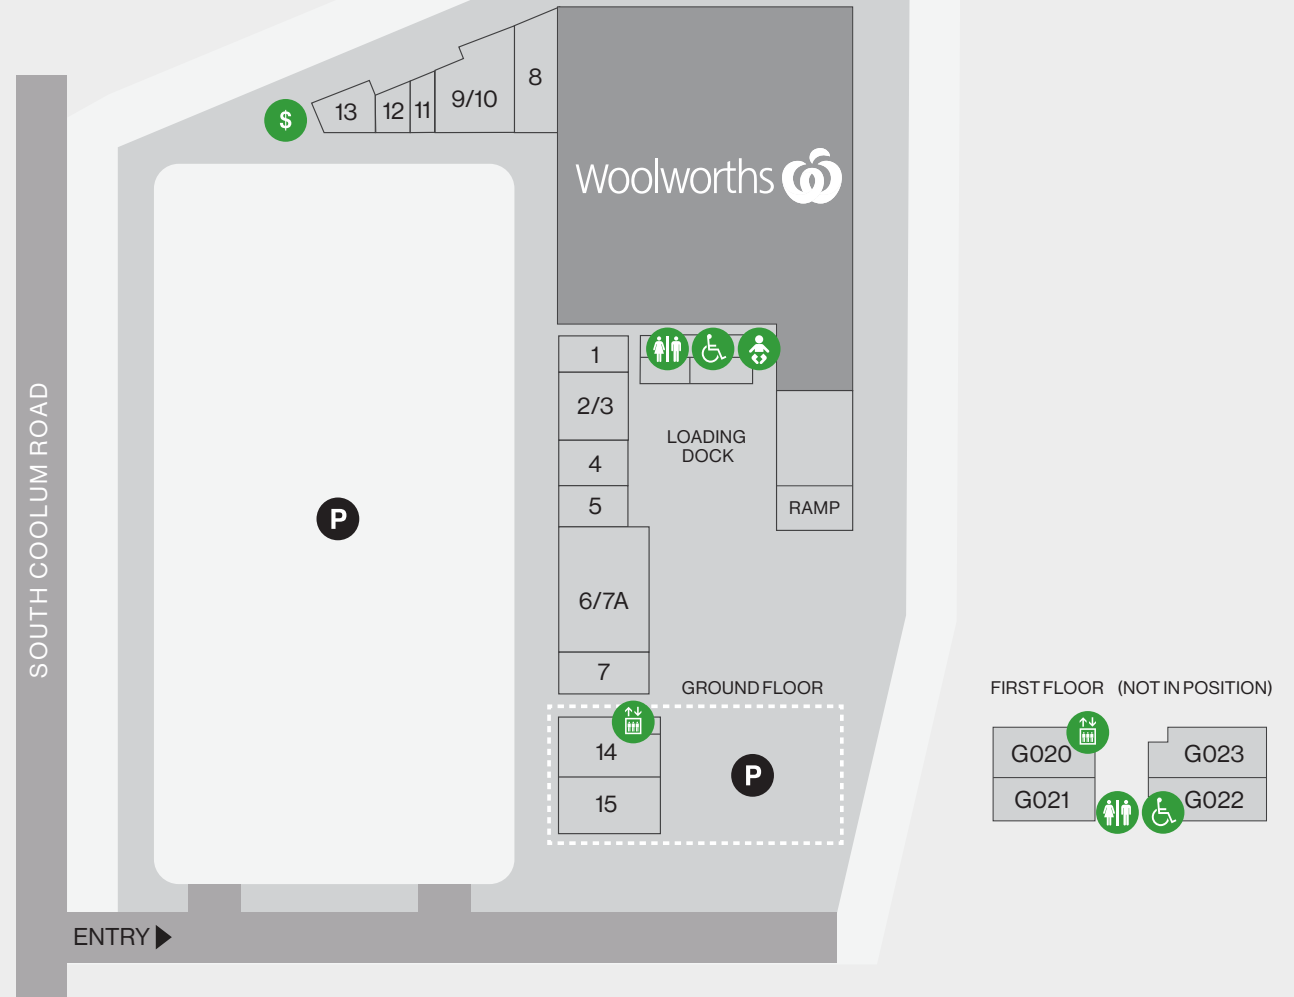 8
9/10
11
12
13
$
Woolworths
1
2/3
LOADING
DOCK
4
5
RAMP
P
SOUTH COOLUM ROAD
6/7A
7
GROUND FLOOR
14
P
15
FIRST FLOOR (NOT IN POSITION)
G020
G023
G021
G022
ENTRY